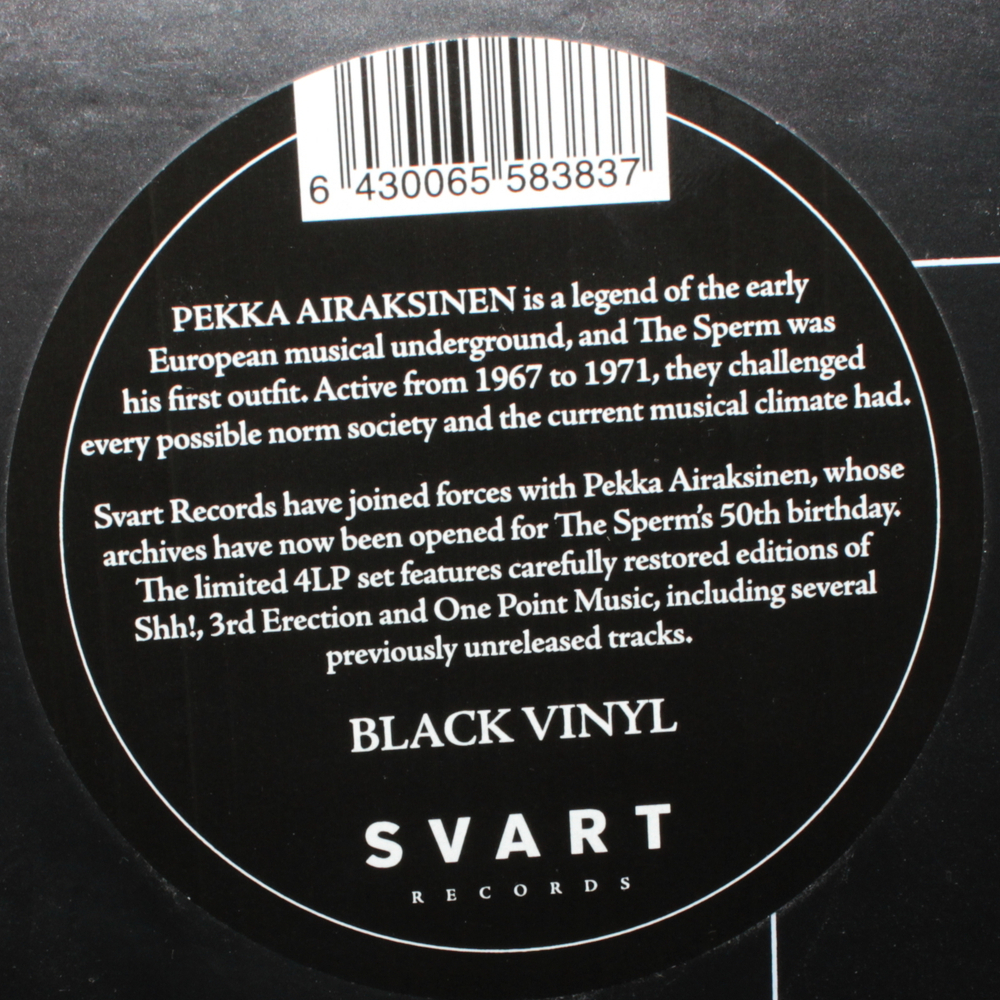 6 430065 583837
PEKKA AIRAKSINEN is a legend of the early
European musical underground, and The Sperm was
his first outfit. Active from 1967 to 1971, they challenged
every possible norm society and the current musical climate had.
Svart Records have joined forces with Pekka Airaksinen, whose
archives have now been opened for The Sperm's 50th birthday.
The limited 4LP set features carefully restored editions of
Shh!, 3rd Erection and One Point Music, including several
previously unreleased tracks.
BLACK VINYL
SVART
RECORDS